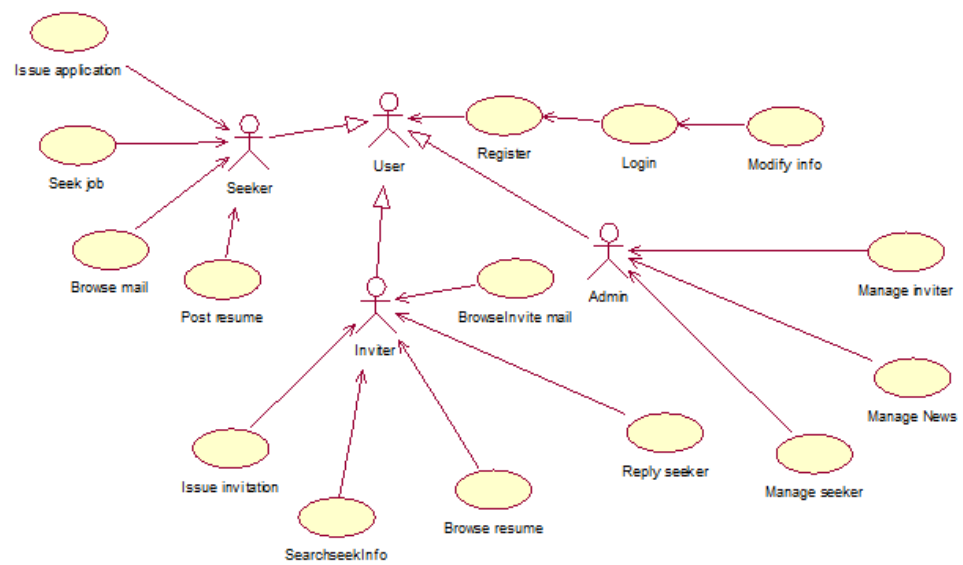 Issue application
User
Register
Login
Modify info
Seek job
Seeker
Browse mail
Post resume
Admin
Manage inviter
BrowseInvite mail
Inviter
Manage News
Issue invitation
Reply seeker
Manage seeker
Browse resume
SearchseekInfo